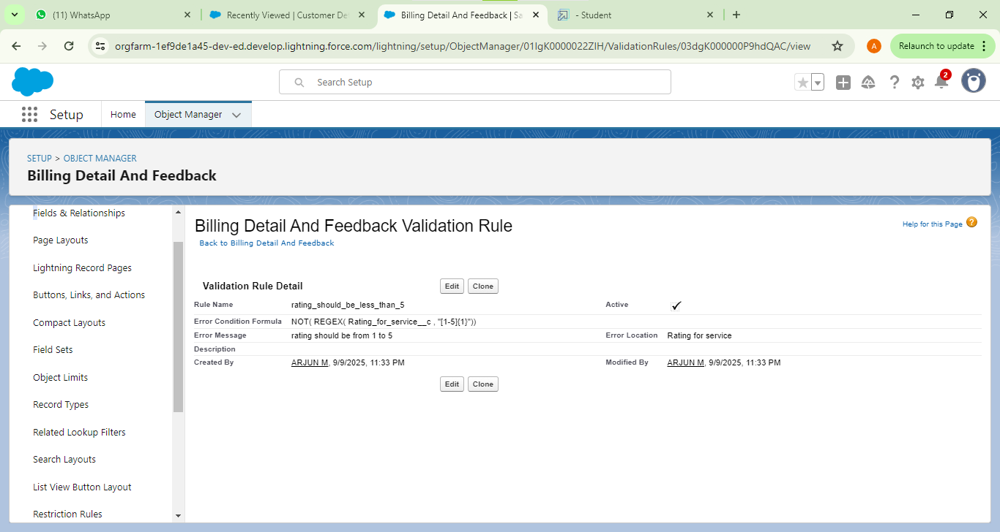 (11) WhatsApp
Recently Viewed | Customer De
Billing Detail And Feedback | Sa
- Student
orgfarm-1ef9de1a45-dev-ed.develop.lightning.force.com/lightning/setup/ObjectManager/01IgK0000022ZIH/ValidationRules/03dgK000000P9hdQAC/view
A
Relaunch to update
Search Setup
2
Setup
Home
Object Manager
SETUP > OBJECT MANAGER
Billing Detail And Feedback
Fields & Relationships
Page Layouts
Lightning Record Pages
Buttons, Links, and Actions
Compact Layouts
Field Sets
Object Limits
Record Types
Related Lookup Filters
Search Layouts
List View Button Layout
Restriction Rules
Billing Detail And Feedback Validation Rule
Help for this Page ?
Back to Billing Detail And Feedback
Validation Rule Detail Edit Clone
Rule Name rating_should_be_less_than_5 Active ✓
Error Condition Formula NOT( REGEX( Rating_for_service__c , "[1-5]{1}"))
Error Message rating should be from 1 to 5 Error Location Rating for service
Description
Created By ARJUN M, 9/9/2025, 11:33 PM Modified By ARJUN M, 9/9/2025, 11:33 PM
Edit Clone